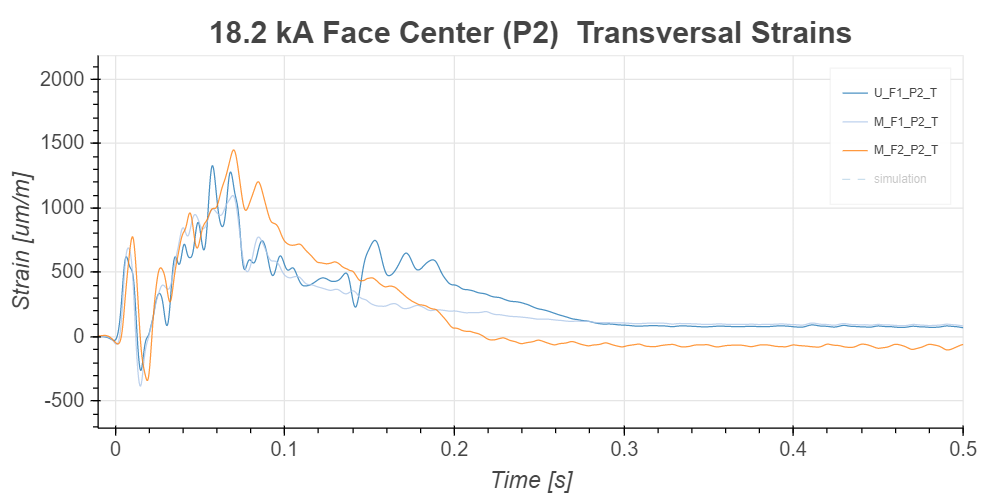 18.2 kA Face Center (P2)  Transversal Strains
2000
1500
1000
500
0
-500
Strain [um/m]
U_F1_P2_T
M_F1_P2_T
M_F2_P2_T
simulation
0
0.1
0.2
0.3
0.4
0.5
Time [s]